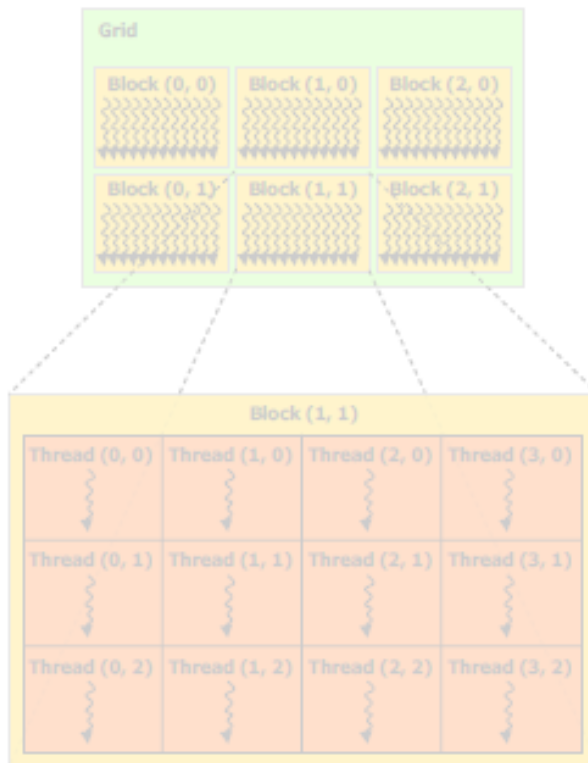 Grid
Block (0, 0) Block (1, 0) Block (2, 0)
Block (0, 1) Block (1, 1) Block (2, 1)
Block (1, 1)
Thread (0, 0) Thread (1, 0) Thread (2, 0) Thread (3, 0)
Thread (0, 1) Thread (1, 1) Thread (2, 1) Thread (3, 1)
Thread (0, 2) Thread (1, 2) Thread (2, 2) Thread (3, 2)